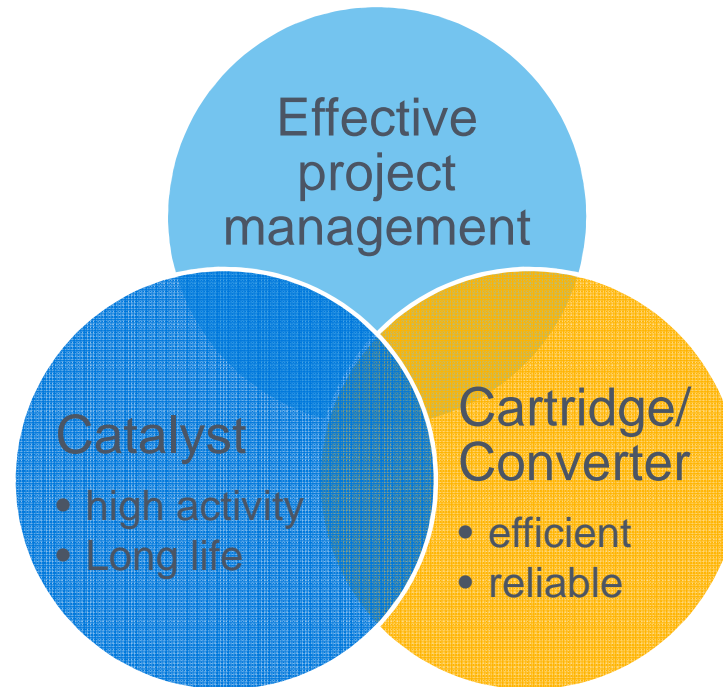 Effective
project
management
Catalyst
• high activity
• Long life
Cartridge/
Converter
• efficient
• reliable